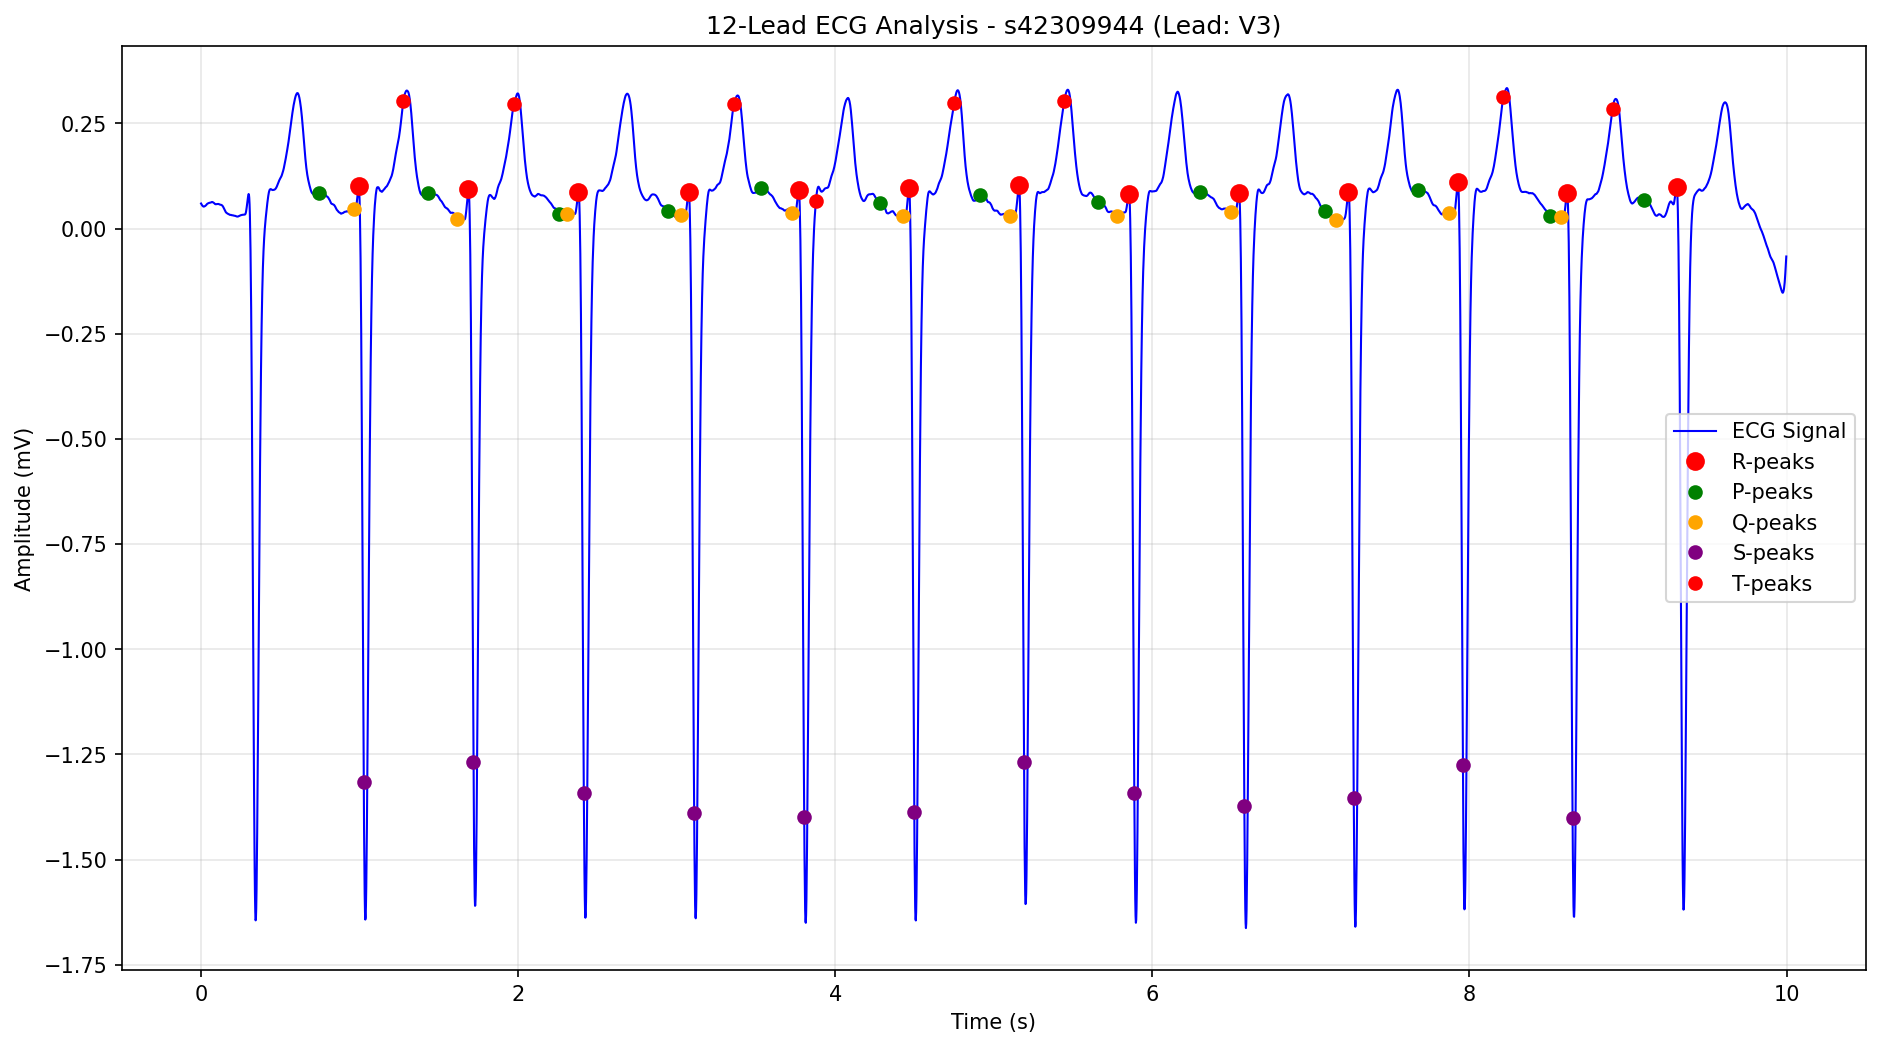 12-Lead ECG Analysis - s42309944 (Lead: V3)
0.25
0.00
−0.25
−0.50
−0.75
−1.00
−1.25
−1.50
−1.75
Amplitude (mV)
ECG Signal
R-peaks
P-peaks
Q-peaks
S-peaks
T-peaks
0 2 4 6 8 10
Time (s)